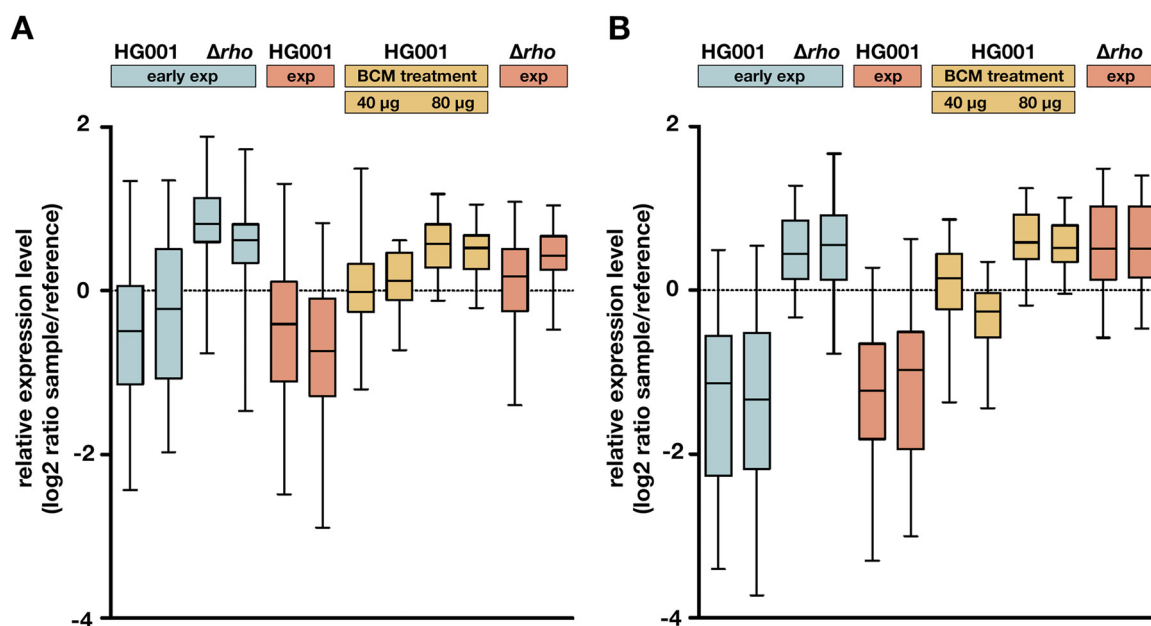 A
HG001 Δrho HG001 HG001 Δrho
early exp exp BCM treatment exp
40 µg 80 µg
2
0
-2
-4
relative expression level
(log2 ratio sample/reference)
B
HG001 Δrho HG001 HG001 Δrho
early exp exp BCM treatment exp
40 µg 80 µg
2
0
-2
-4
relative expression level
(log2 ratio sample/reference)